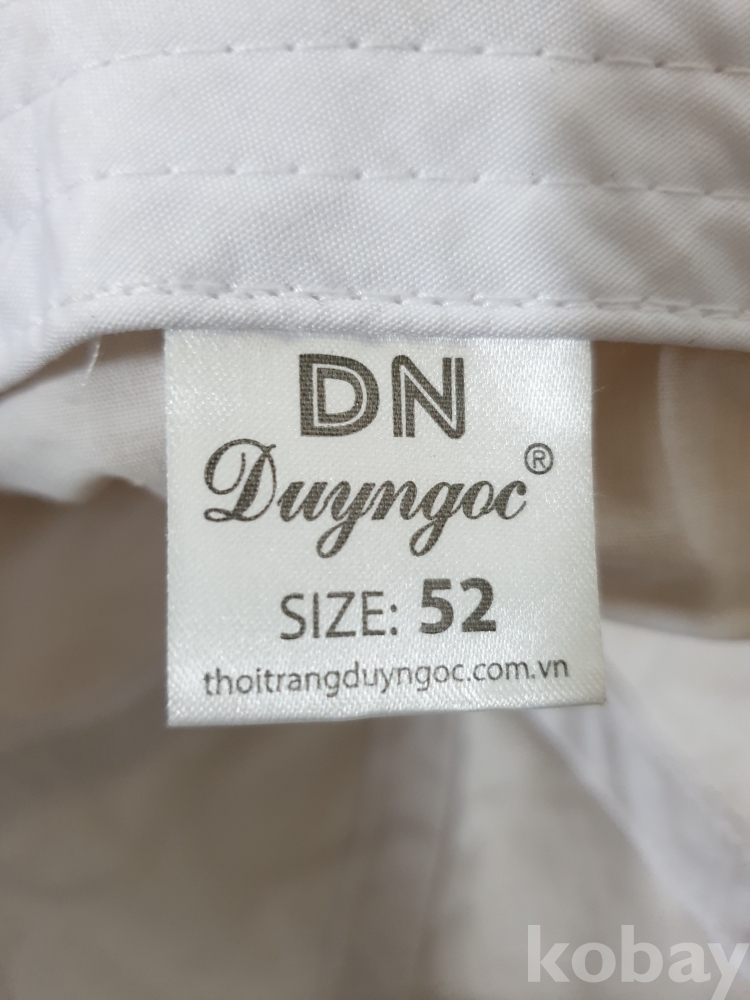 DN
Duyngoc®
SIZE: 52
thoitrangduyngoc.com.vn
kobay